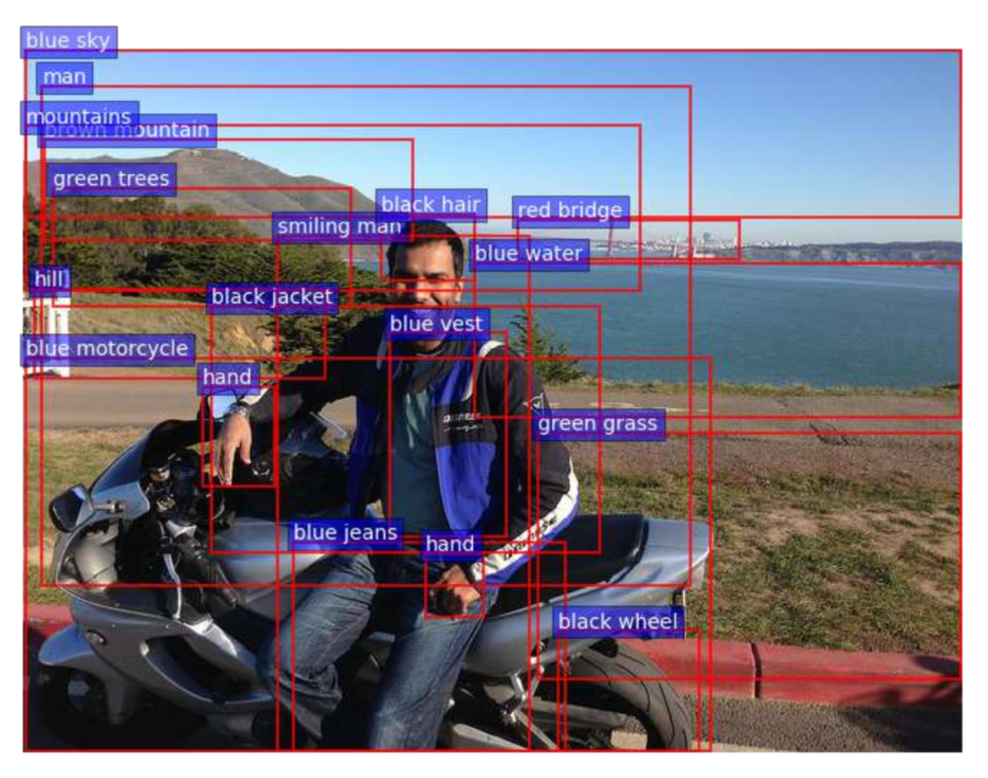 blue sky
man
mountains
brown mountain
green trees
black hair
red bridge
smiling man
blue water
hill
black jacket
blue vest
blue motorcycle
hand
green grass
blue jeans
hand
black wheel